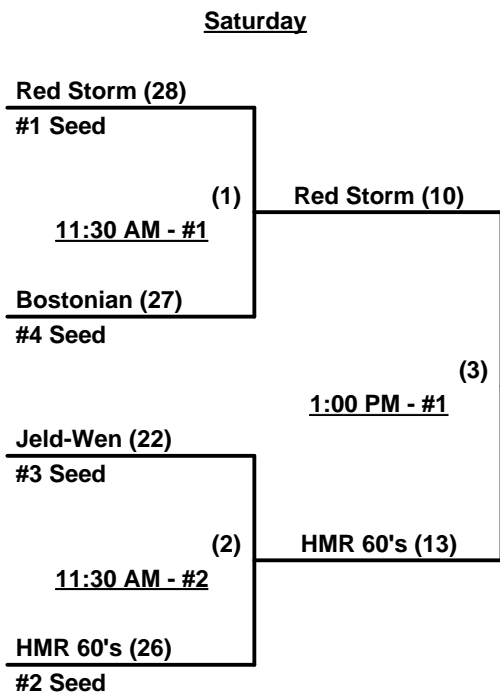 Saturday
Red Storm (28)
#1 Seed
(1)
Red Storm (10)
11:30 AM - #1
Bostonian (27)
#4 Seed
(3)
1:00 PM - #1
Jeld-Wen (22)
#3 Seed
(2)
HMR 60's (13)
11:30 AM - #2
HMR 60's (26)
#2 Seed